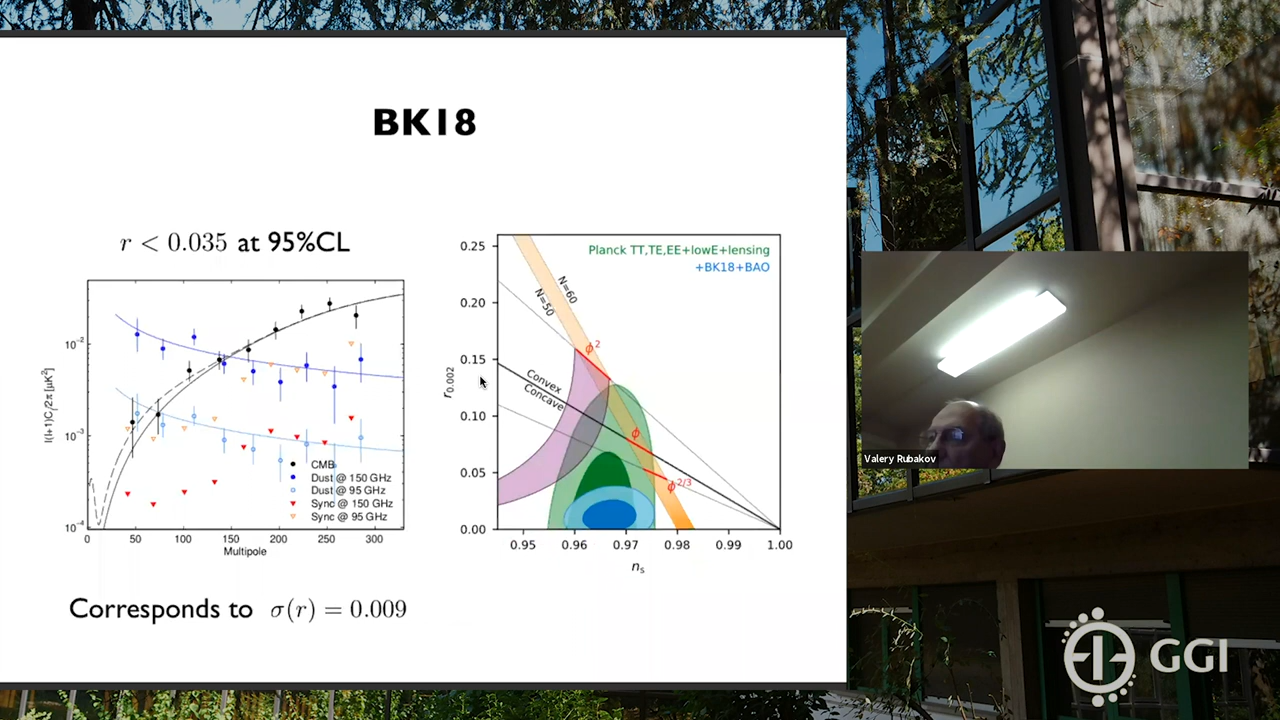 BK18
r < 0.035 at 95%CL
l(l+1)C_l/2π [μK²]
10⁻²
10⁻³
10⁻⁴
0 50 100 150 200 250 300
Multipole
CMB
Dust @ 150 GHz
Dust @ 95 GHz
Sync @ 150 GHz
Sync @ 95 GHz
Corresponds to σ(r) = 0.009
Planck TT,TE,EE+lowE+lensing
+BK18+BAO
N=60
N=50
ϕ²
Convex
Concave
ϕ
ϕ^{2/3}
r₀.₀₀₂
0.25
0.20
0.15
0.10
0.05
0.00
0.95 0.96 0.97 0.98 0.99 1.00
nₛ
Valery Rubakov
GGI